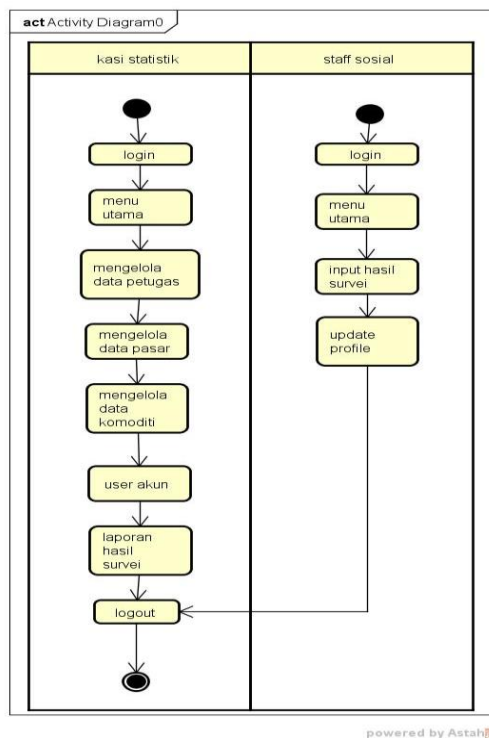 act Activity Diagram0
kasi statistik
staff sosial
login
menu
utama
mengelola
data petugas
mengelola
data pasar
mengelola
data
komoditi
user akun
laporan
hasil
survei
logout
login
menu
utama
input hasil
survei
update
profile
powered by Astah